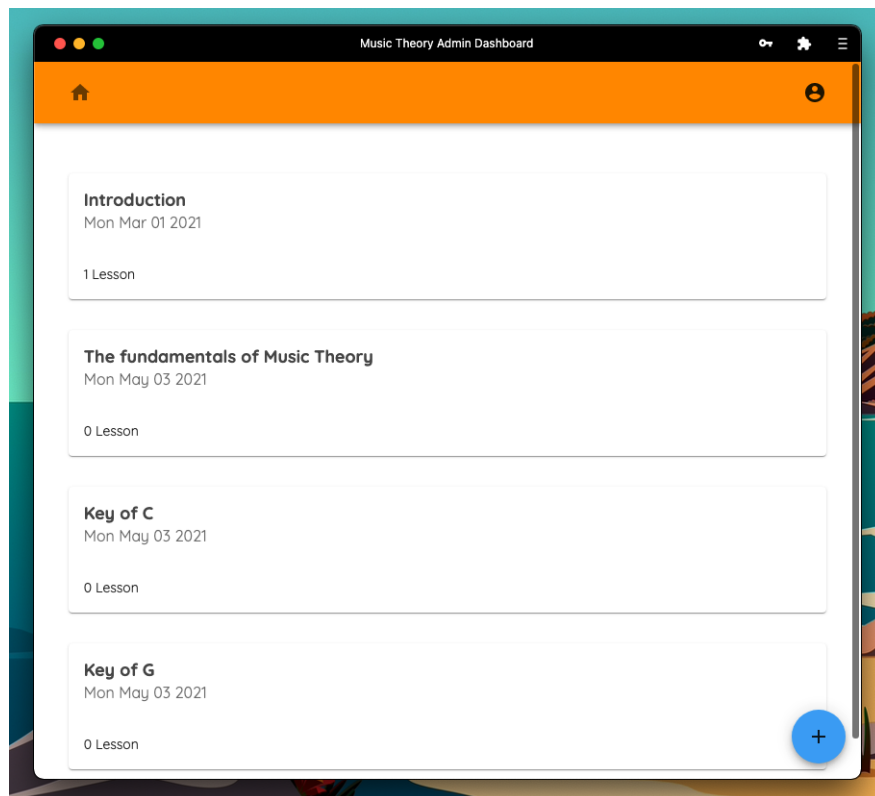 Music Theory Admin Dashboard
Introduction
Mon Mar 01 2021
1 Lesson
The fundamentals of Music Theory
Mon May 03 2021
0 Lesson
Key of C
Mon May 03 2021
0 Lesson
Key of G
Mon May 03 2021
0 Lesson